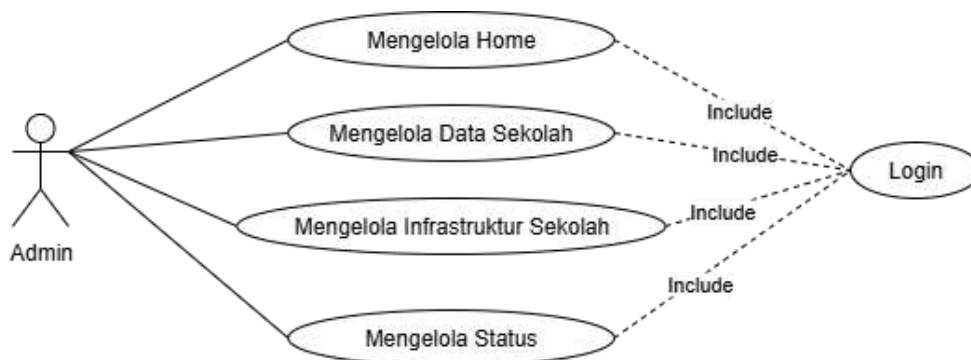 Mengelola Home
Include
Mengelola Data Sekolah
Include
Login
Mengelola Infrastruktur Sekolah
Include
Admin
Include
Mengelola Status